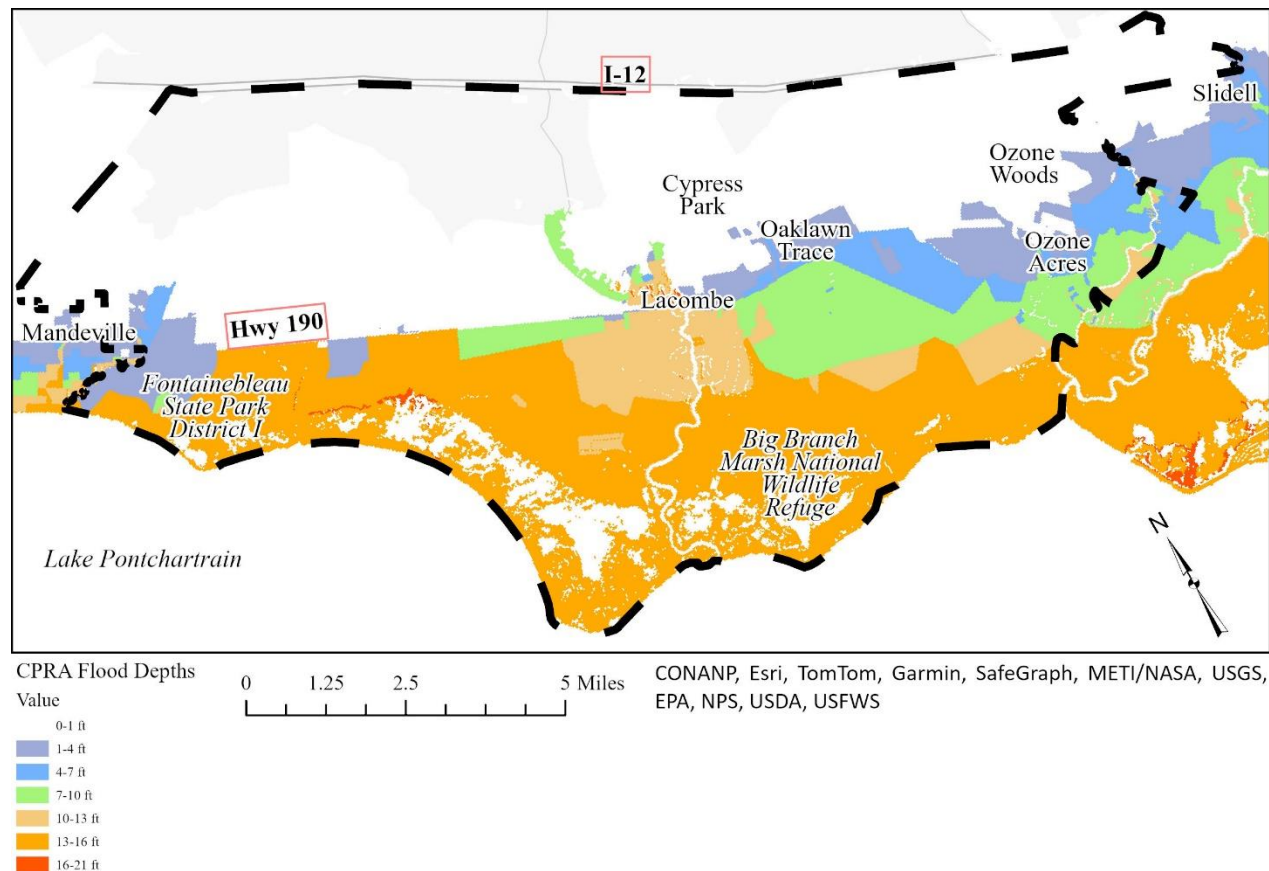 I-12
Slidell
Ozone
Woods
Cypress
Park
Oaklawn
Trace
Ozone
Acres
Lacombe
Hwy 190
Mandeville
Fontainebleau
State Park
District I
Big Branch
Marsh National
Wildlife
Refuge
Lake Pontchartrain
N
CPRA Flood Depths
Value
0-1 ft
1-4 ft
4-7 ft
7-10 ft
10-13 ft
13-16 ft
16-21 ft
0 1.25 2.5 5 Miles
CONANP, Esri, TomTom, Garmin, SafeGraph, METI/NASA, USGS,
EPA, NPS, USDA, USFWS